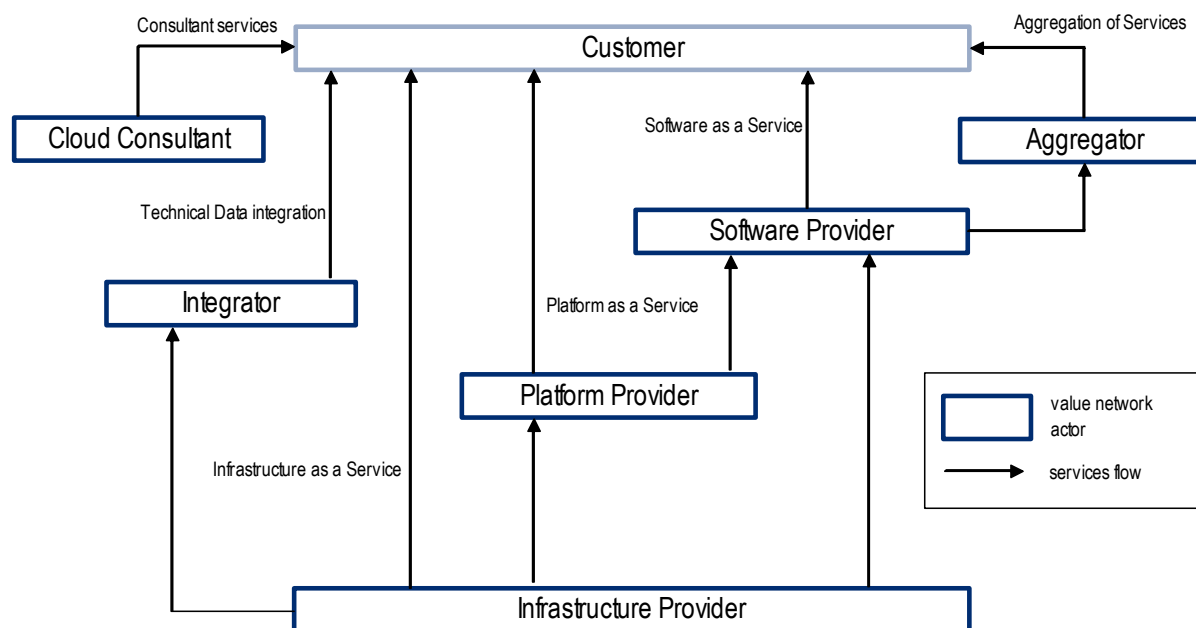 Consultant services
Aggregation of Services
Customer
Cloud Consultant
Software as a Service
Aggregator
Technical Data integration
Software Provider
Integrator
Platform as a Service
Platform Provider
value network
actor
Infrastructure as a Service
services flow
Infrastructure Provider